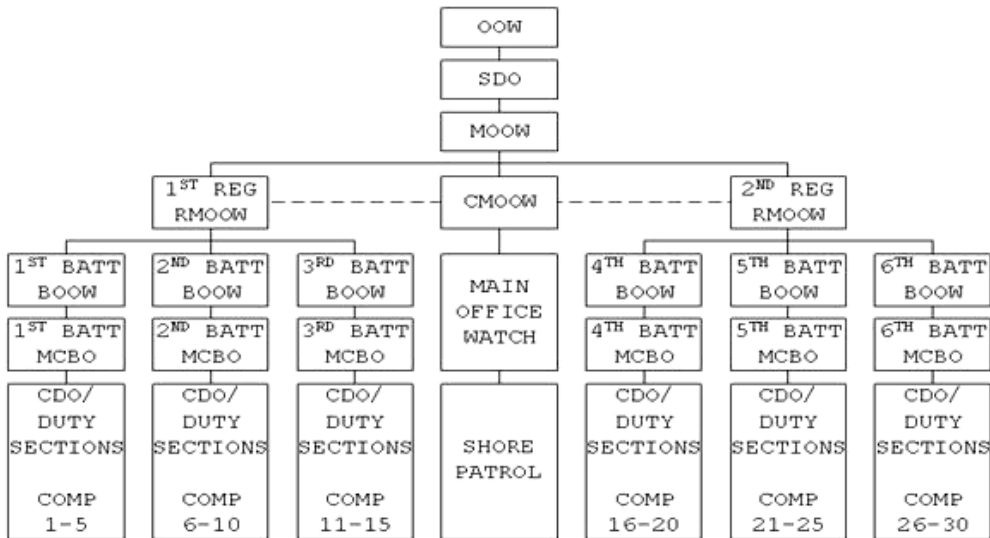 OOW
SDO
MOOW
1ST REG
RMOOW
CMOOW
2ND REG
RMOOW
1ST BATT
BOOW
2ND BATT
BOOW
3RD BATT
BOOW
MAIN
OFFICE
WATCH
4TH BATT
BOOW
5TH BATT
BOOW
6TH BATT
BOOW
1ST BATT
MCBO
2ND BATT
MCBO
3RD BATT
MCBO
4TH BATT
MCBO
5TH BATT
MCBO
6TH BATT
MCBO
CDO/
DUTY
SECTIONS
COMP
1-5
CDO/
DUTY
SECTIONS
COMP
6-10
CDO/
DUTY
SECTIONS
COMP
11-15
SHORE
PATROL
CDO/
DUTY
SECTIONS
COMP
16-20
CDO/
DUTY
SECTIONS
COMP
21-25
CDO/
DUTY
SECTIONS
COMP
26-30